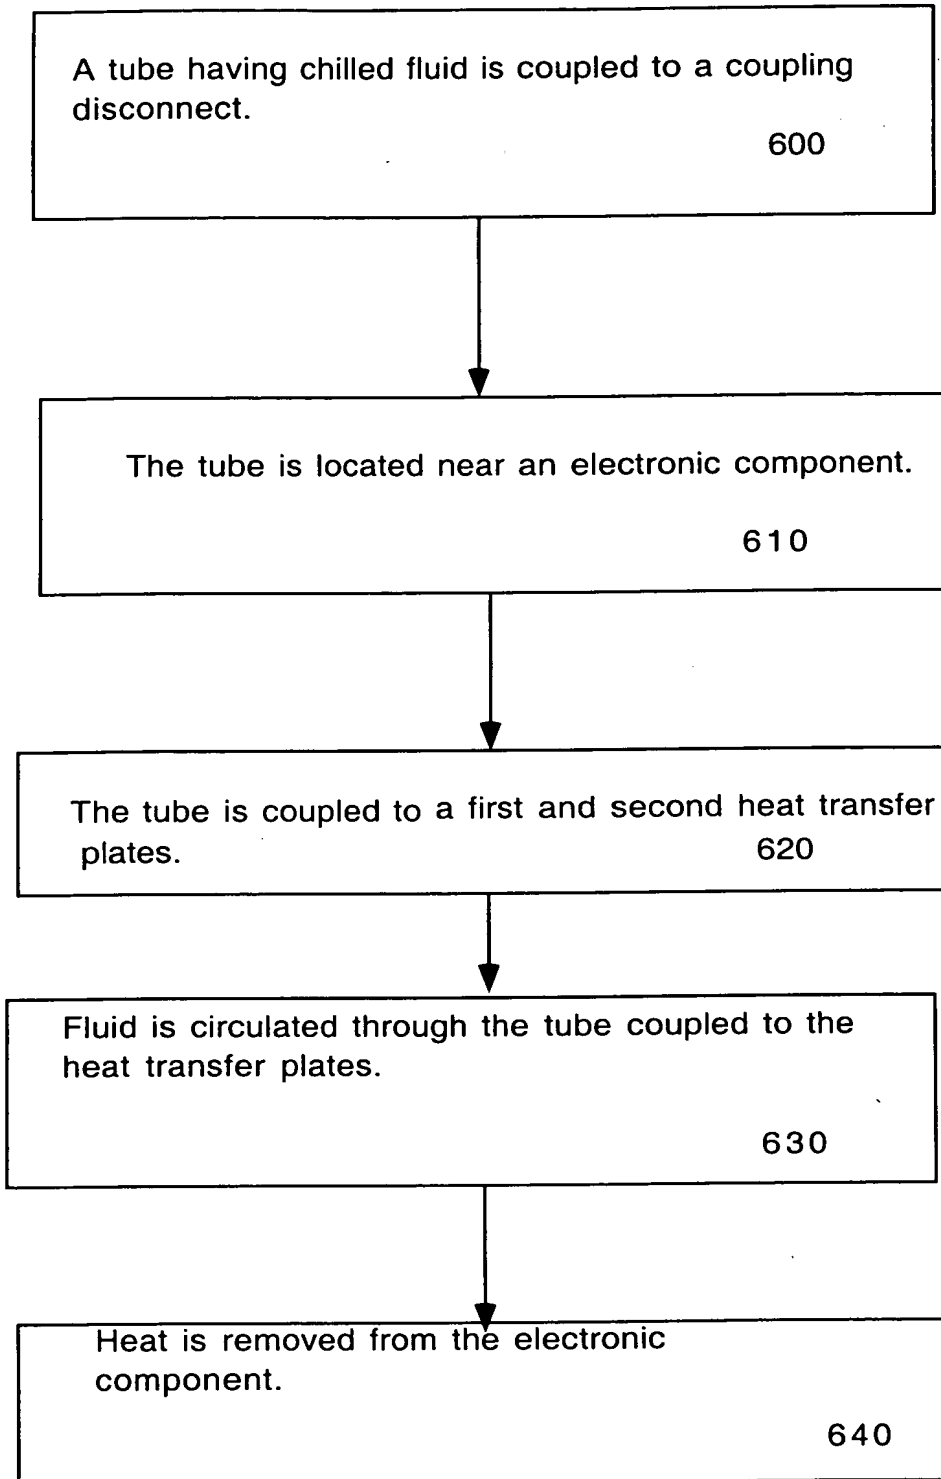 A tube having chilled fluid is coupled to a coupling
disconnect.
600
The tube is located near an electronic component.
610
The tube is coupled to a first and second heat transfer
plates.
620
Fluid is circulated through the tube coupled to the
heat transfer plates.
630
Heat is removed from the electronic
component.
640